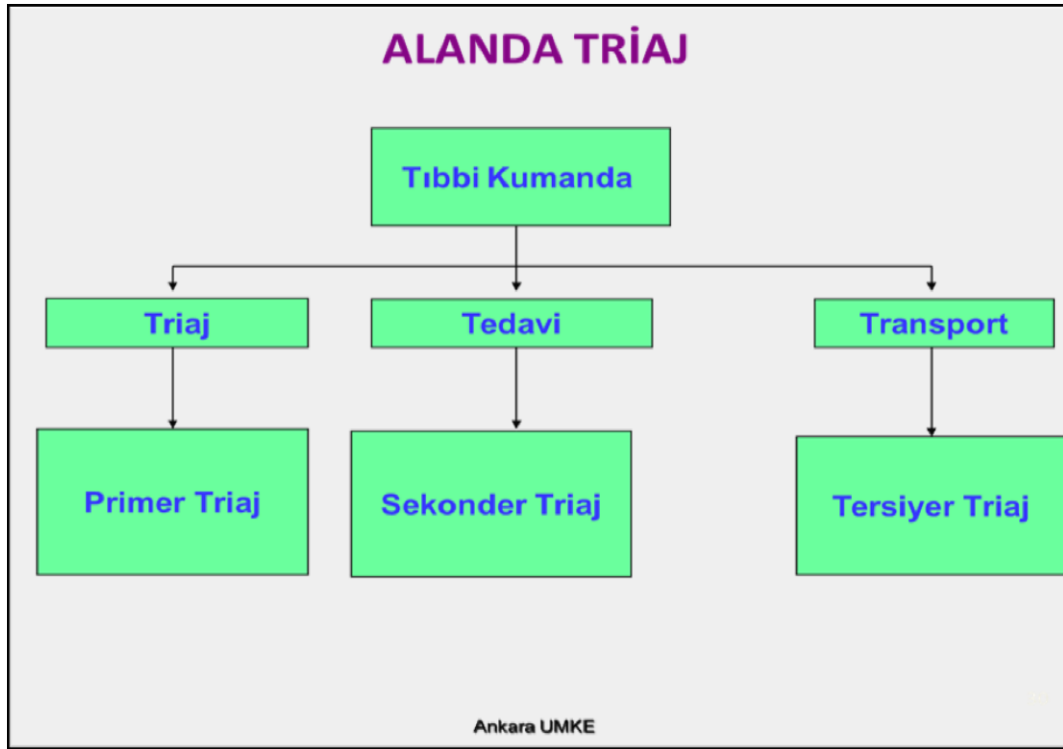 ALANDA TRİAJ
Tıbbi Kumanda
Triaj
Tedavi
Transport
Primer Triaj
Sekonder Triaj
Tersiyer Triaj
Ankara UMKE